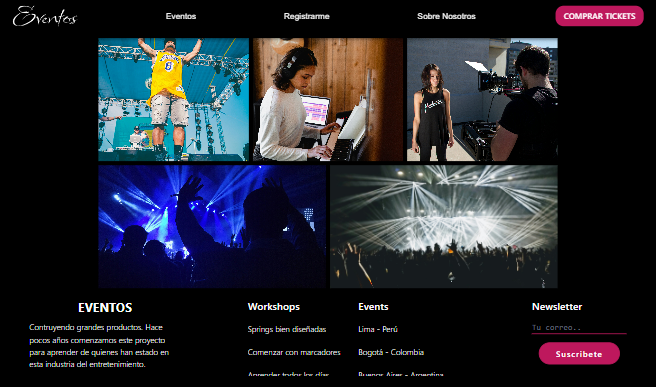 Eventos
Eventos
Registrarme
Sobre Nosotros
COMPRAR TICKETS
8
EVENTOS
Contruyendo grandes productos. Hace
pocos años comenzamos este proyecto
para aprender de quienes han estado en
esta industria del entretenimiento.
Workshops
Springs bien diseñadas
Comenzar con marcadores
Aprender todos los días
Events
Lima - Perú
Bogotá - Colombia
Buenos Aires - Argentina
Newsletter
Tu correo..
Suscribete